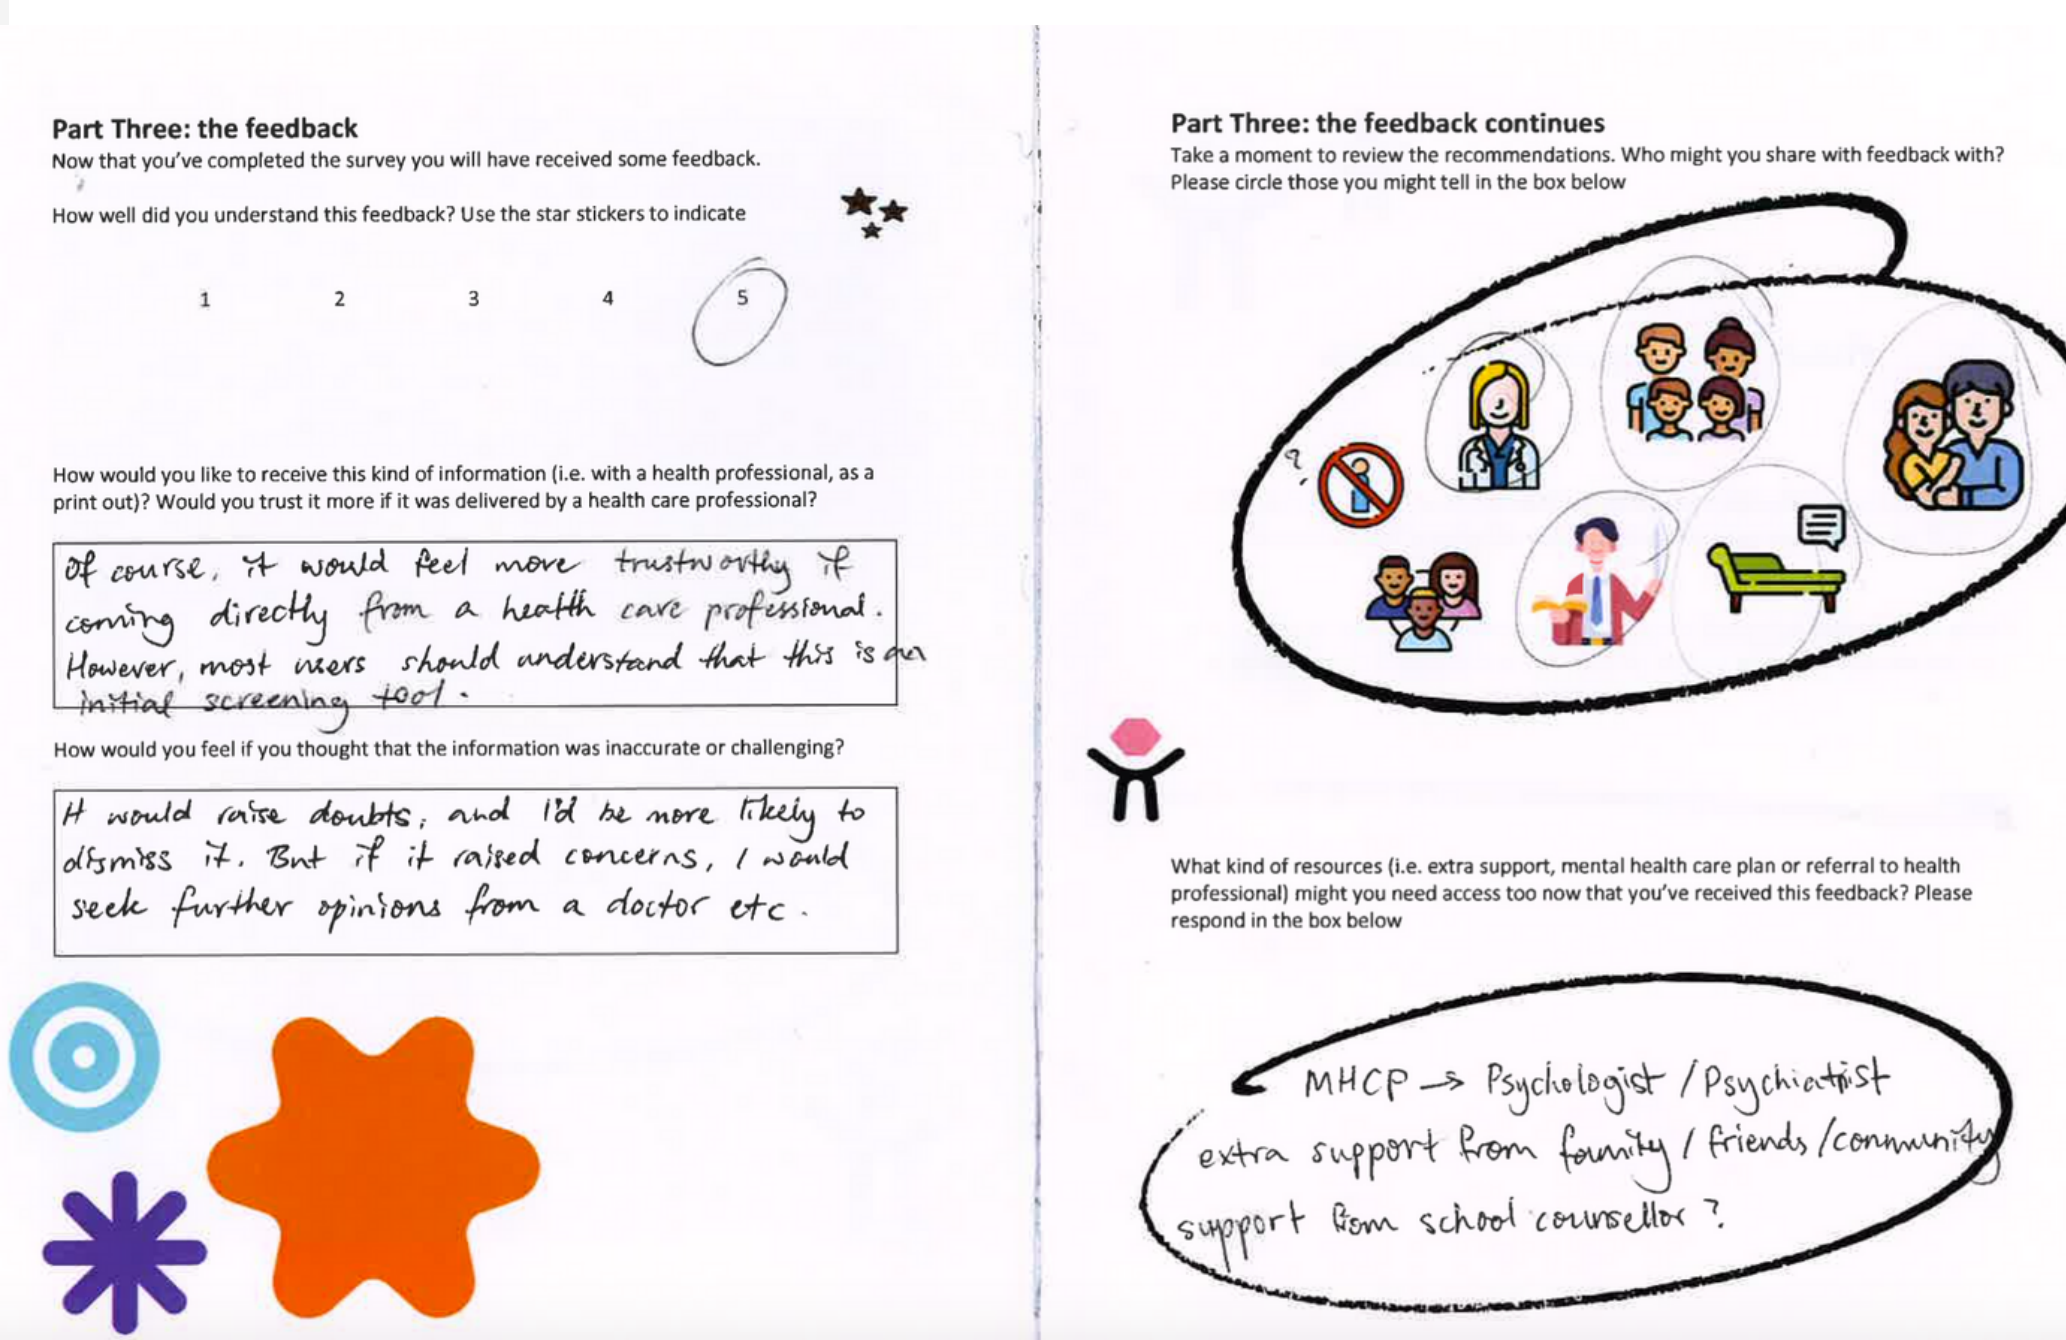 Part Three: the feedback
Now that you've completed the survey you will have received some feedback.
How well did you understand this feedback? Use the star stickers to indicate
1 2 3 4 5
How would you like to receive this kind of information (i.e. with a health professional, as a
print out)? Would you trust it more if it was delivered by a health care professional?
Of course, it would feel more trustworthy if
coming directly from a health care professional.
However, most users should understand that this is an
initial screening tool.
How would you feel if you thought that the information was inaccurate or challenging?
It would raise doubts, and I'd be more likely to
dismiss it. But if it raised concerns, I would
seek further opinions from a doctor etc.
Part Three: the feedback continues
Take a moment to review the recommendations. Who might you share with feedback with?
Please circle those you might tell in the box below
?
What kind of resources (i.e. extra support, mental health care plan or referral to health
professional) might you need access too now that you've received this feedback? Please
respond in the box below
MHCP → Psychologist / Psychiatrist
extra support from family / friends / community
support from school counsellor ?